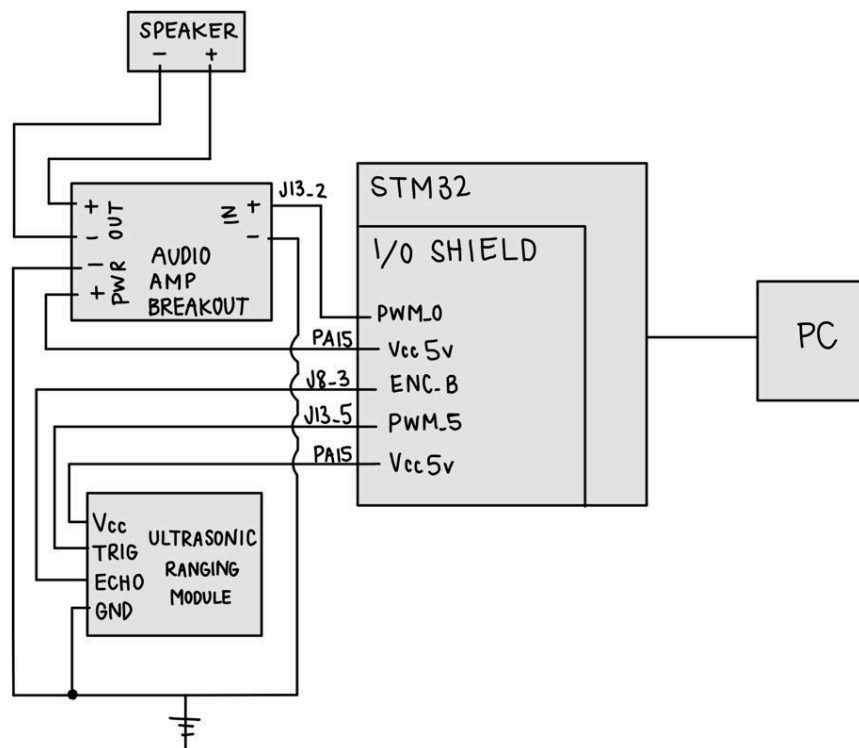 SPEAKER
− +
J13_2
+ OUT −
− PWR +
IN + −
AUDIO
AMP
BREAKOUT
STM32
I/O SHIELD
PWM_0
PA15
Vcc 5v
J8_3
ENC_B
J13_5
PWM_5
PA15
Vcc 5v
PC
Vcc
TRIG
ECHO
GND
ULTRASONIC
RANGING
MODULE